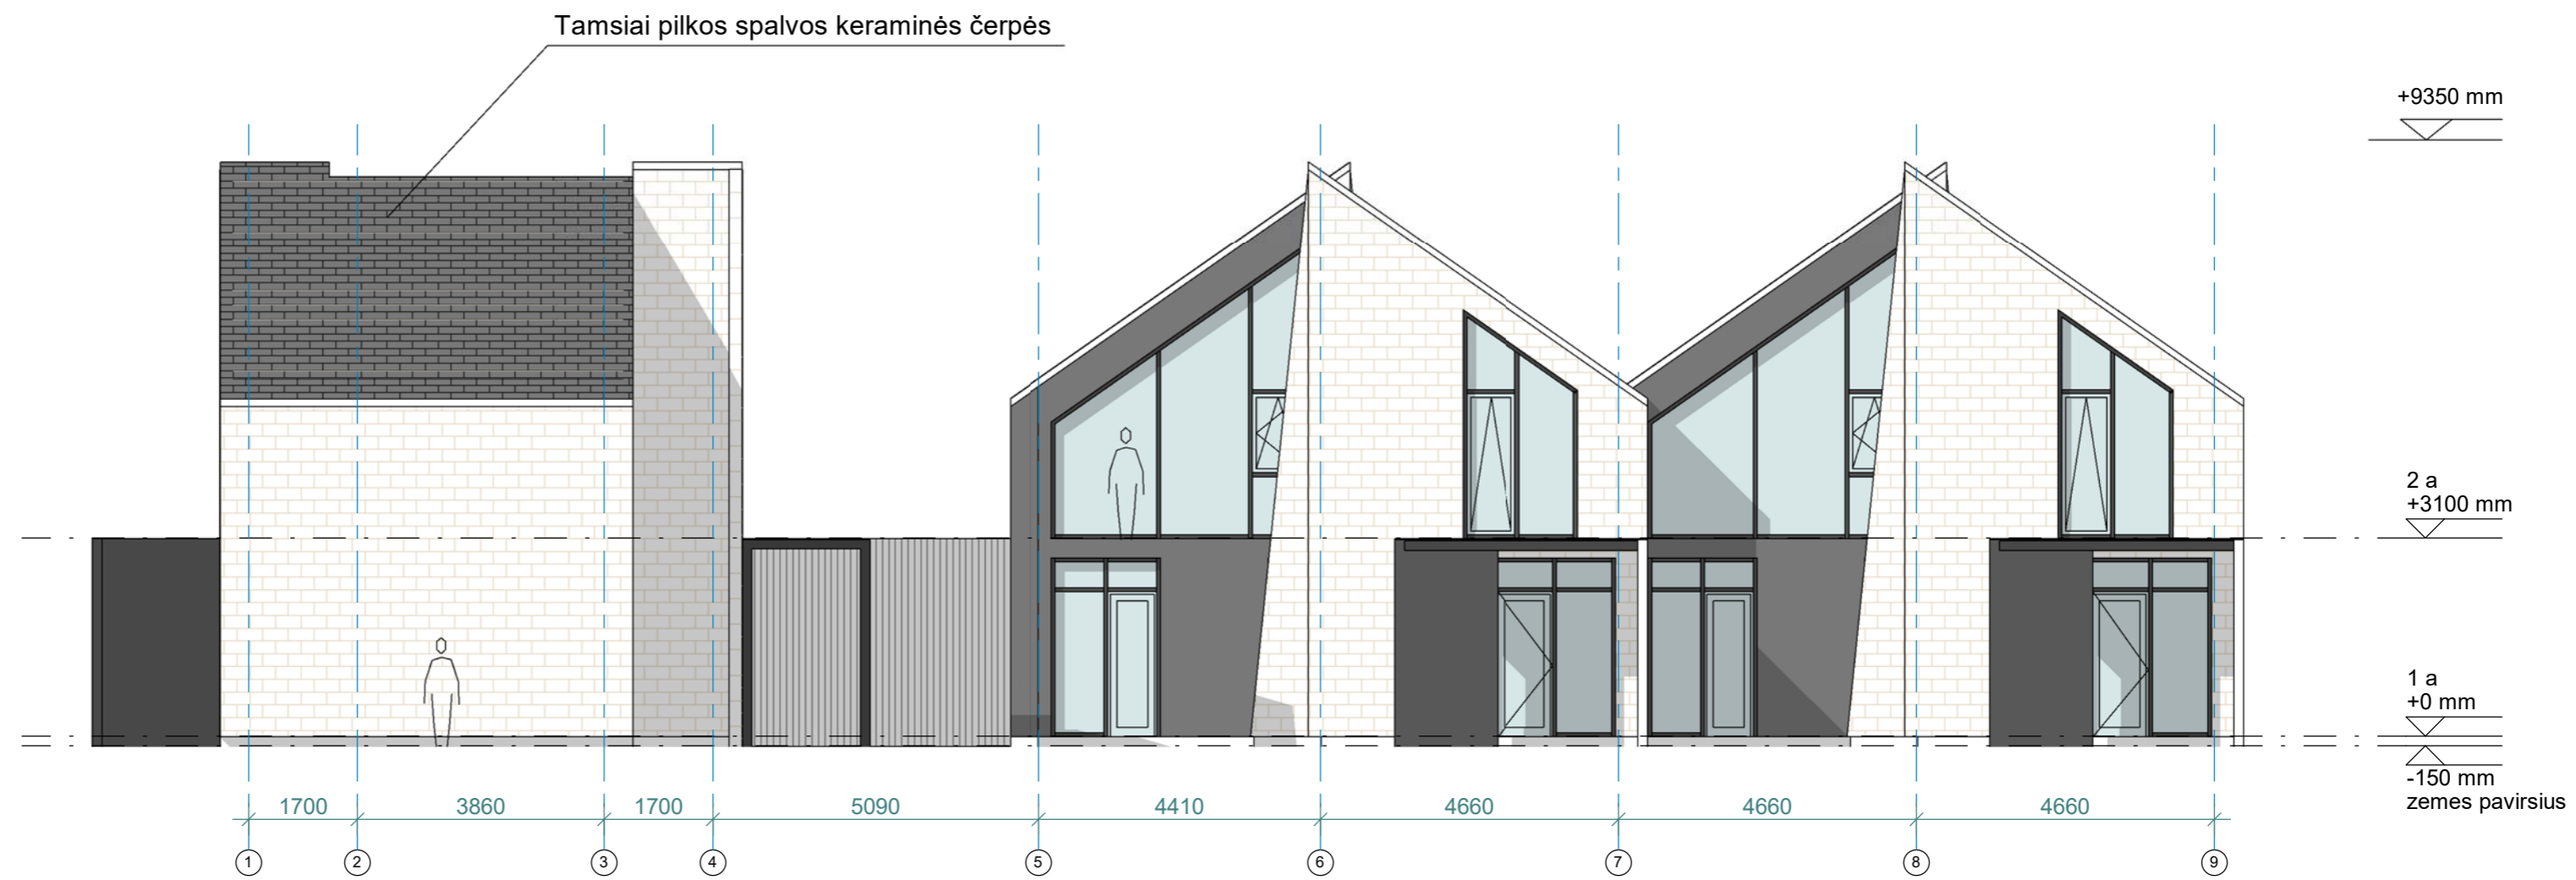 Tamsiai pilkos spalvos keraminės čerpės
+9350 mm
2 a
+3100 mm
1 a
+0 mm
-150 mm
zemes pavirsius
1700 3860 1700 5090 4410 4660 4660 4660
1 2 3 4 5 6 7 8 9